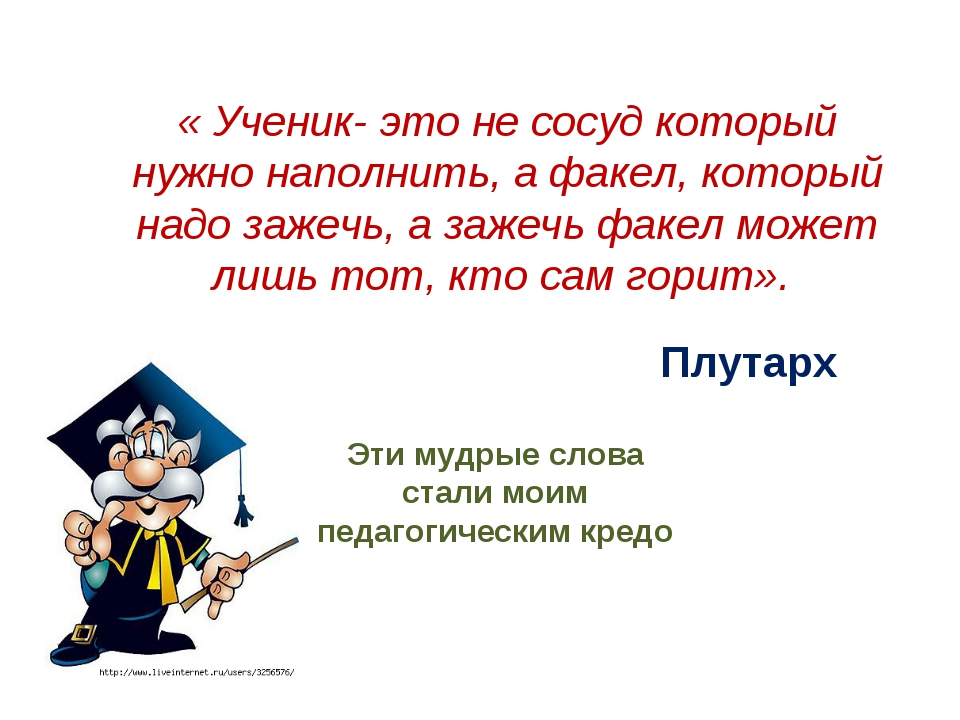 « Ученик- это не сосуд который
нужно наполнить, а факел, который
надо зажечь, а зажечь факел может
лишь тот, кто сам горит».
Плутарх
Эти мудрые слова
стали моим
педагогическим кредо
http://www.liveinternet.ru/users/3256576/